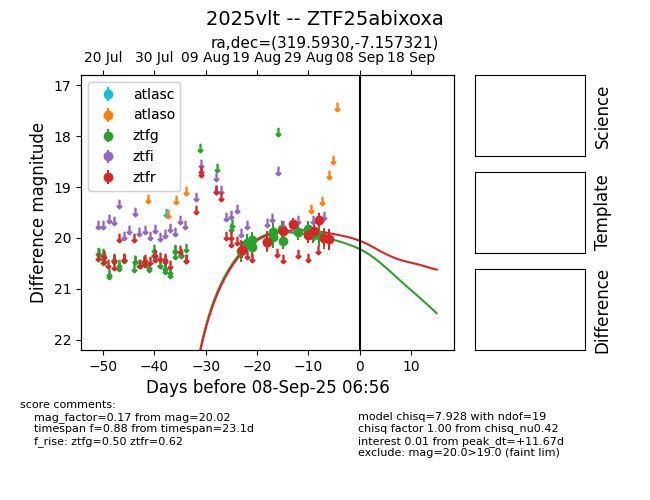 2025vlt -- ZTF25abixoxa
ra,dec=(319.5930, -7.157321)
20 Jul 30 Jul 09 Aug 19 Aug 29 Aug 08 Sep 18 Sep
17
18
19
20
21
22
Difference magnitude
atlasc
atlaso
ztfg
ztfi
ztfr
−50 −40 −30 −20 −10 0 10
Days before 08-Sep-25 06:56
Science
Template
Difference
score comments:
mag_factor=0.17 from mag=20.02
timespan f=0.88 from timespan=23.1d
f_rise: ztfg=0.50 ztfr=0.62
model chisq=7.928 with ndof=19
chisq factor 1.00 from chisq_nu0.42
interest 0.01 from peak_dt=+11.67d
exclude: mag=20.0>19.0 (faint lim)